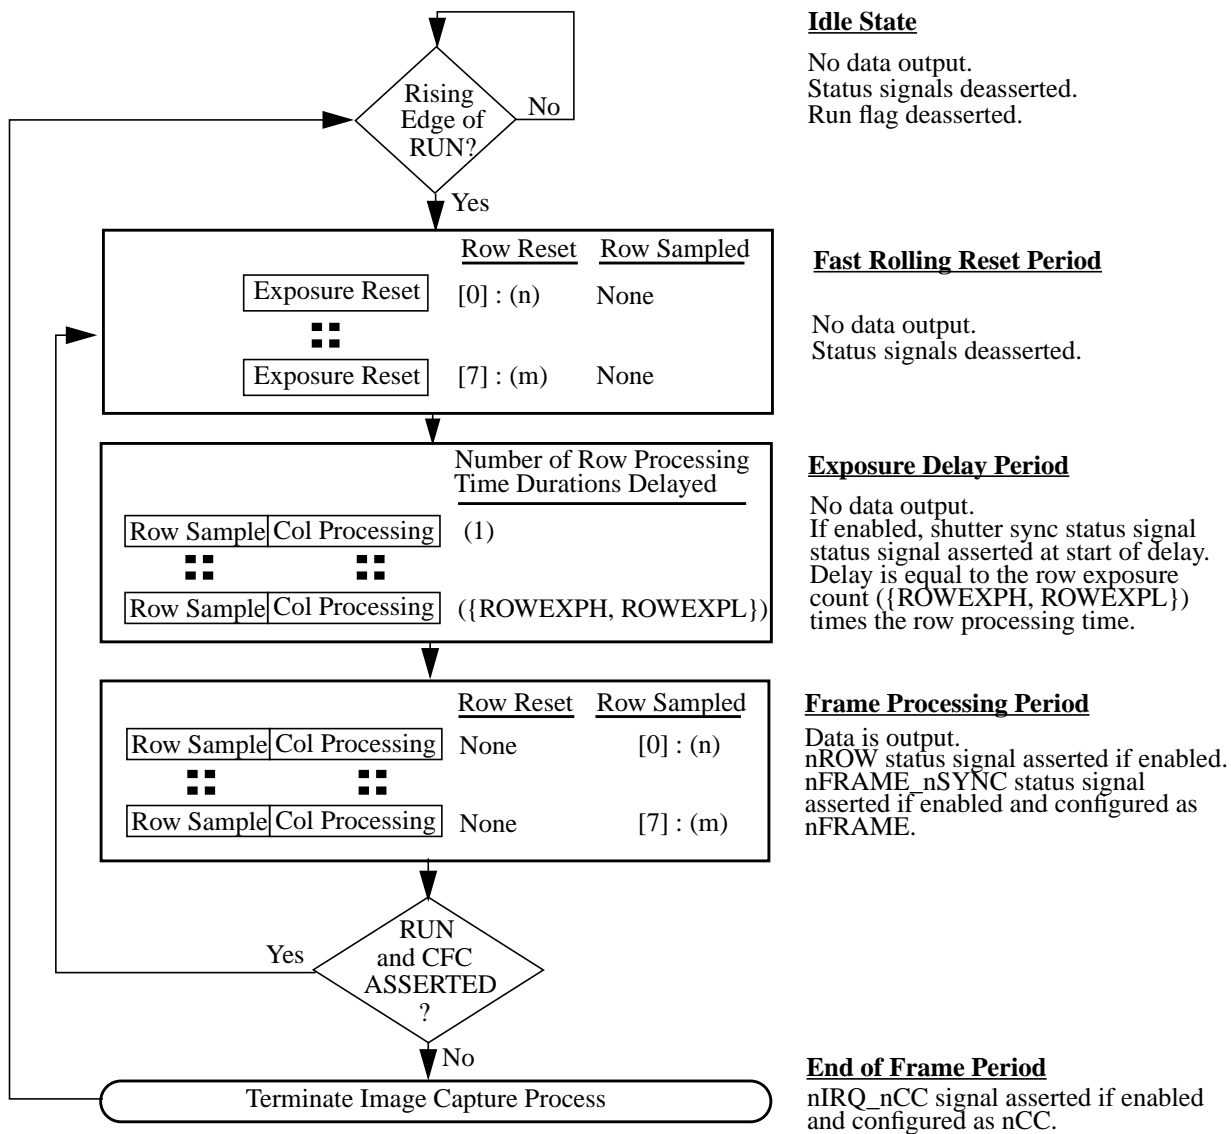 Idle State
No data output.
Status signals deasserted.
Run flag deasserted.
Rising
Edge of
RUN?
No
Yes
Row Reset Row Sampled
Exposure Reset [0] : (n) None
Exposure Reset [7] : (m) None
Fast Rolling Reset Period
No data output.
Status signals deasserted.
Number of Row Processing
Time Durations Delayed
Row Sample Col Processing (1)
Row Sample Col Processing ({ROWEXPH, ROWEXPL})
Exposure Delay Period
No data output.
If enabled, shutter sync status signal
status signal asserted at start of delay.
Delay is equal to the row exposure
count ({ROWEXPH, ROWEXPL})
times the row processing time.
Row Reset Row Sampled
Row Sample Col Processing None [0] : (n)
Row Sample Col Processing None [7] : (m)
Frame Processing Period
Data is output.
nROW status signal asserted if enabled.
nFRAME_nSYNC status signal
asserted if enabled and configured as
nFRAME.
RUN
and CFC
ASSERTED
?
Yes
No
Terminate Image Capture Process
End of Frame Period
nIRQ_nCC signal asserted if enabled
and configured as nCC.